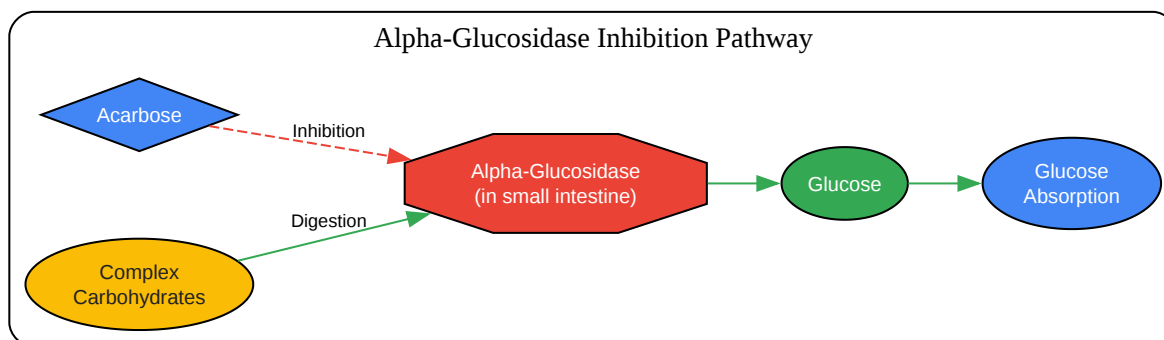 Alpha-Glucosidase Inhibition Pathway
Acarbose
Inhibition
Alpha-Glucosidase
(in small intestine)
Glucose
Glucose
Absorption
Digestion
Complex
Carbohydrates